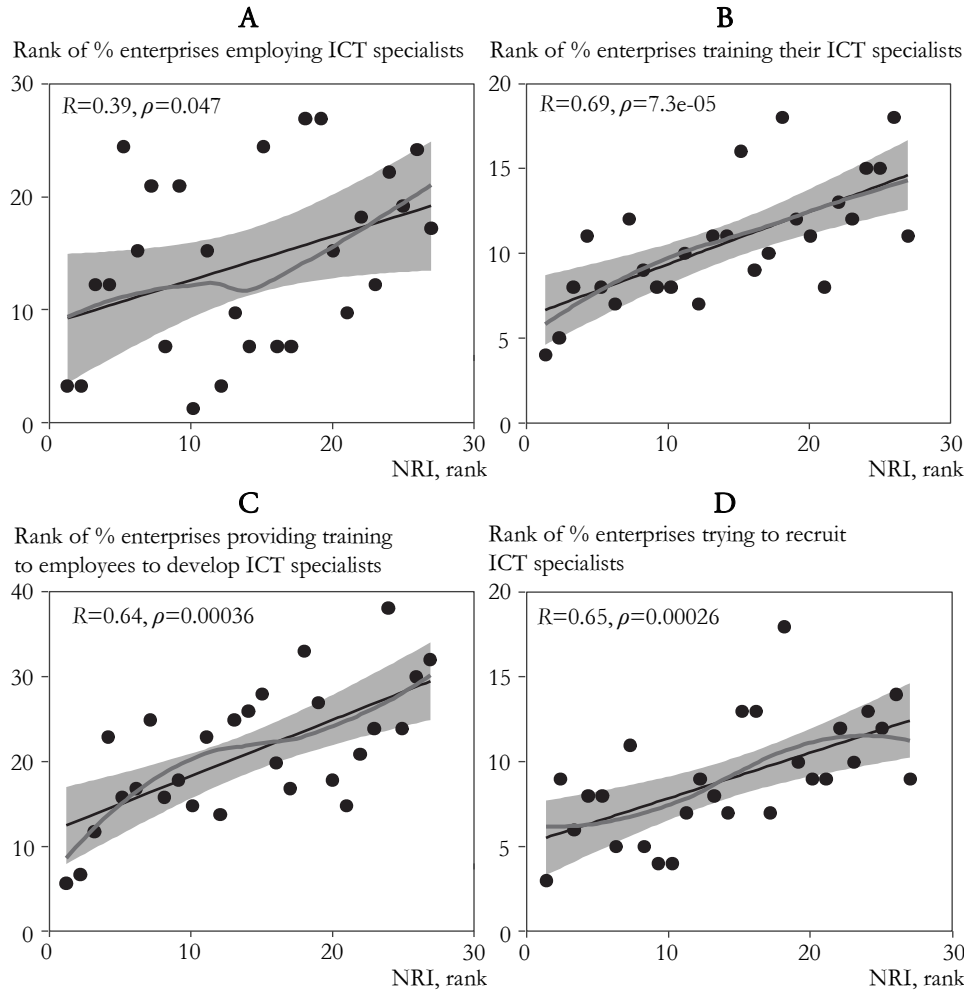 A
Rank of % enterprises employing ICT specialists
R=0.39, ρ=0.047
30
20
10
0
0 10 20 30
NRI, rank
B
Rank of % enterprises training their ICT specialists
R=0.69, ρ=7.3e-05
20
15
10
5
0
0 10 20 30
NRI, rank
C
Rank of % enterprises providing training
to employees to develop ICT specialists
R=0.64, ρ=0.00036
40
30
20
10
0
0 10 20 30
NRI, rank
D
Rank of % enterprises trying to recruit
ICT specialists
R=0.65, ρ=0.00026
20
15
10
5
0
0 10 20 30
NRI, rank